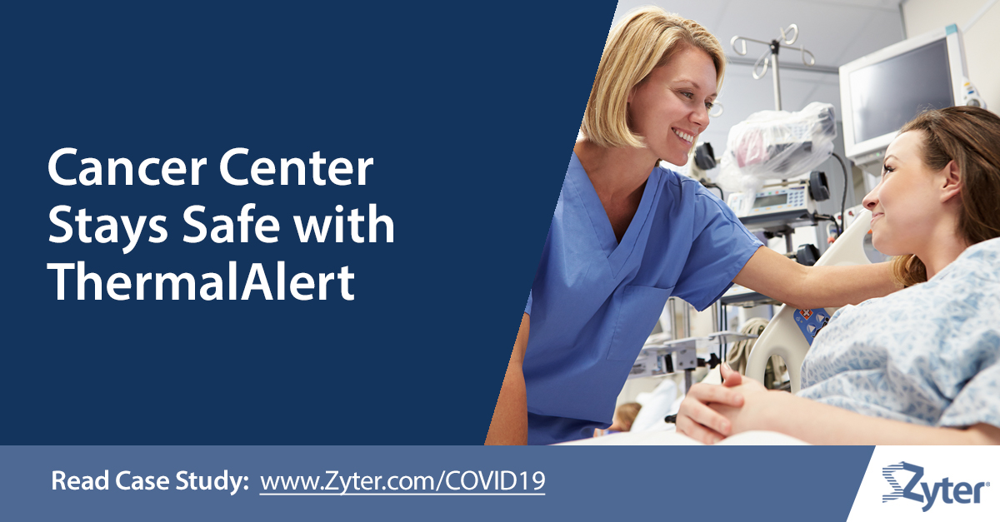 Cancer Center
Stays Safe with
ThermalAlert
Read Case Study: www.Zyter.com/COVID19
Zyter®